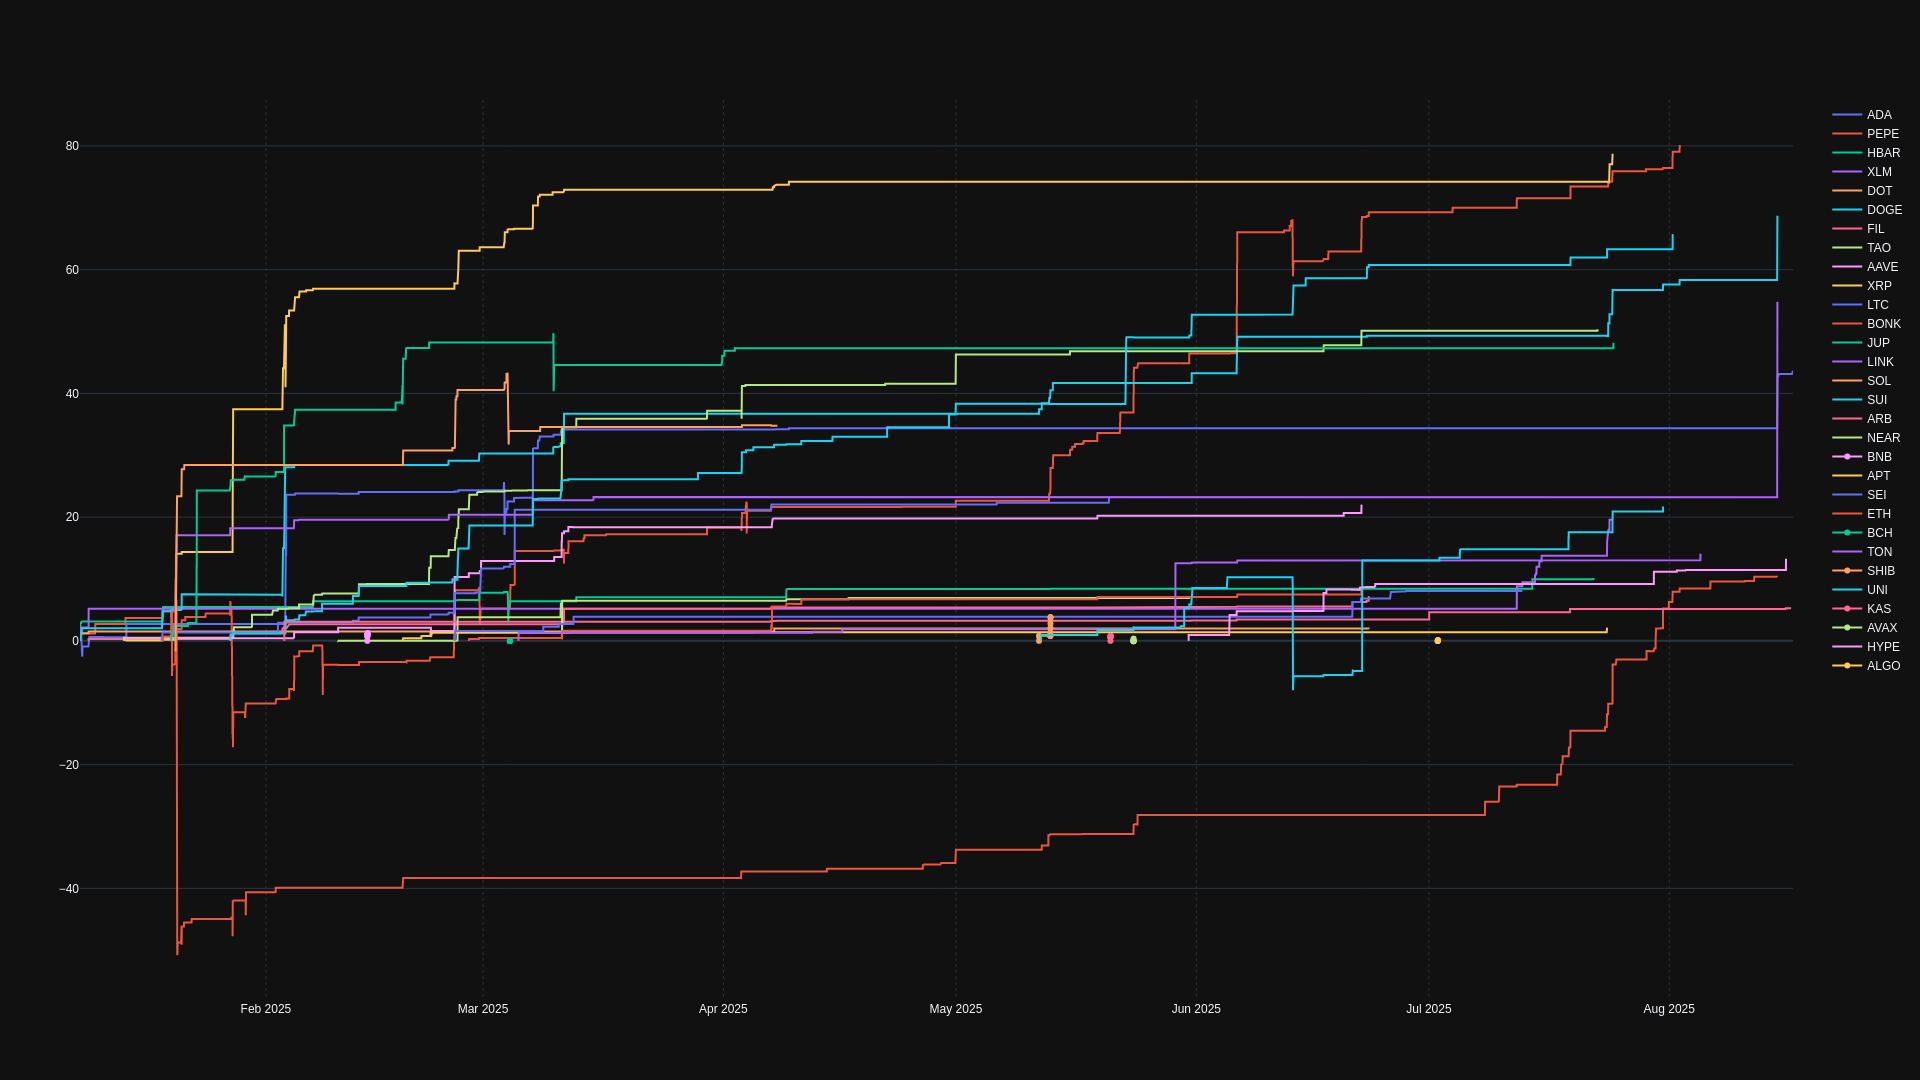 80
60
40
20
0
−20
−40
Feb 2025
Mar 2025
Apr 2025
May 2025
Jun 2025
Jul 2025
Aug 2025
ADA
PEPE
HBAR
XLM
DOT
DOGE
FIL
TAO
AAVE
XRP
LTC
BONK
JUP
LINK
SOL
SUI
ARB
NEAR
BNB
APT
SEI
ETH
BCH
TON
SHIB
UNI
KAS
AVAX
HYPE
ALGO